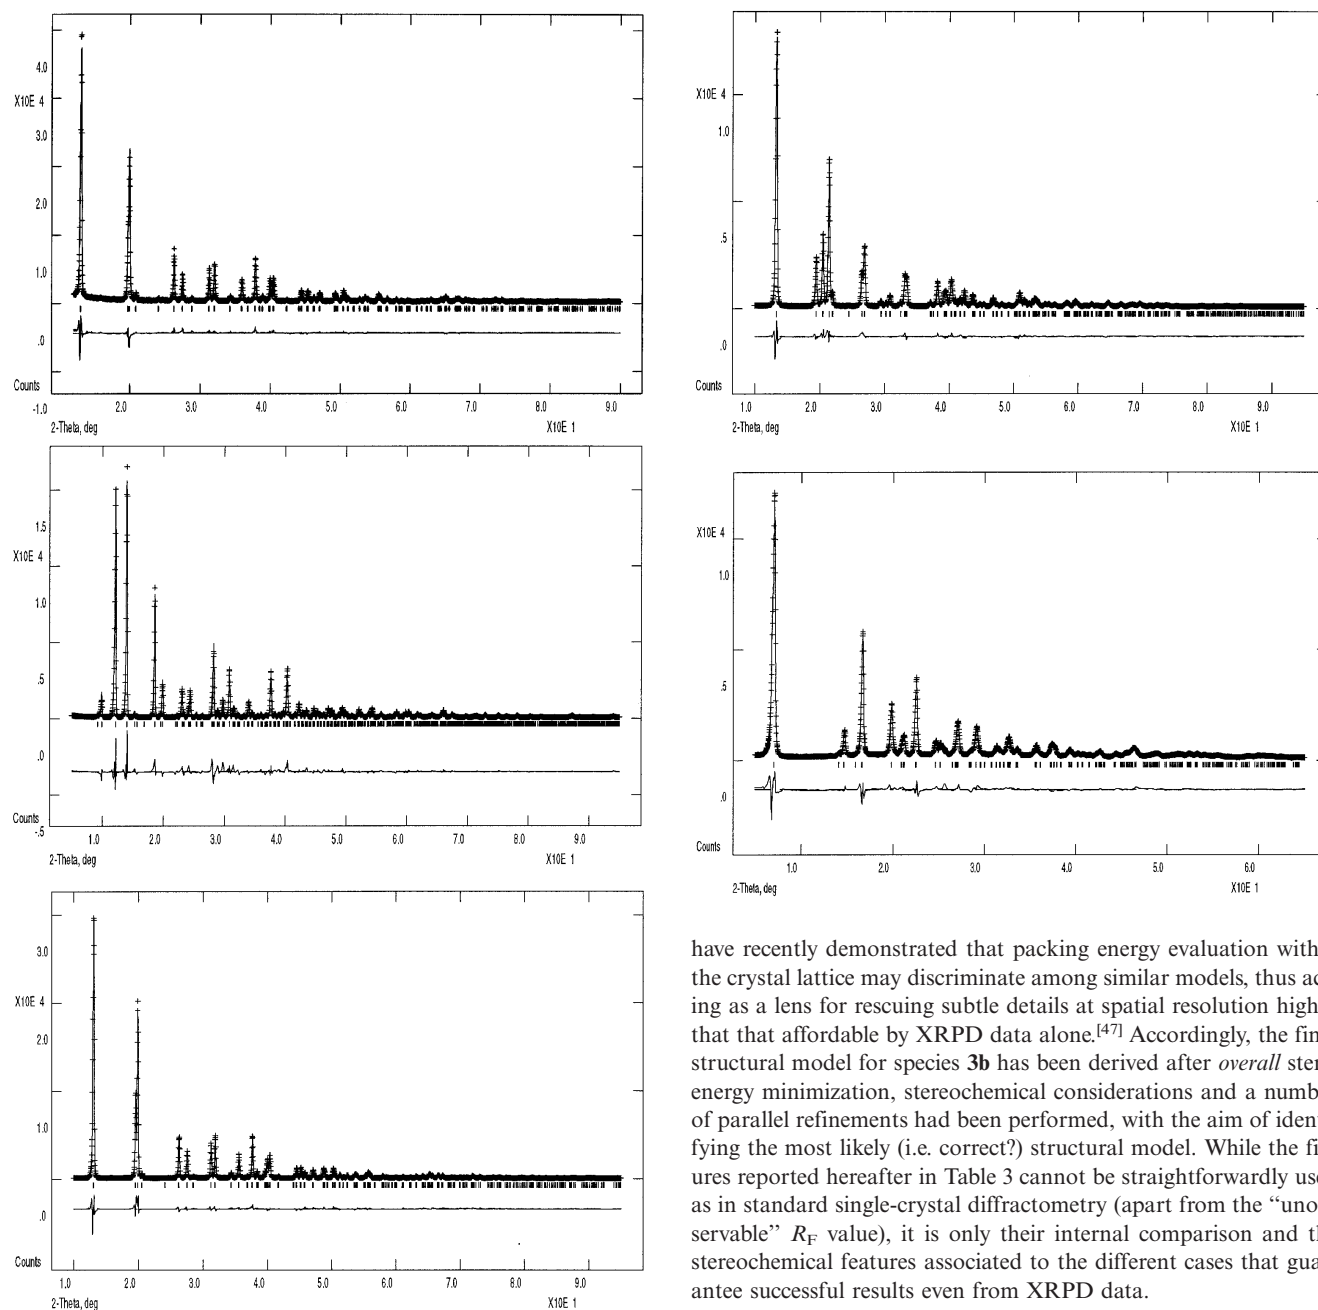 4.0
X10E 4
3.0
2.0
1.0
.0
Counts
-1.0
2.0 3.0 4.0 5.0 6.0 7.0 8.0 9.0
2-Theta, deg X10E 1
1.5
X10E 4
1.0
.5
.0
Counts
-.5
1.0 2.0 3.0 4.0 5.0 6.0 7.0 8.0 9.0
2-Theta, deg X10E 1
3.0
X10E 4
2.0
1.0
.0
Counts
1.0 2.0 3.0 4.0 5.0 6.0 7.0 8.0 9.0
2-Theta, deg X10E 1
X10E 4
1.0
.5
.0
Counts
1.0 2.0 3.0 4.0 5.0 6.0 7.0 8.0 9.0
2-Theta, deg X10E 1
X10E 4
1.0
.5
.0
Counts
1.0 2.0 3.0 4.0 5.0 6.0
2-Theta, deg X10E 1
have recently demonstrated that packing energy evaluation with
the crystal lattice may discriminate among similar models, thus ac
ing as a lens for rescuing subtle details at spatial resolution high
that that affordable by XRPD data alone.[47] Accordingly, the fin
structural model for species 3b has been derived after overall ster
energy minimization, stereochemical considerations and a numb
of parallel refinements had been performed, with the aim of ident
fying the most likely (i.e. correct?) structural model. While the fi
ures reported hereafter in Table 3 cannot be straightforwardly use
as in standard single-crystal diffractometry (apart from the “uno
servable” RF value), it is only their internal comparison and th
stereochemical features associated to the different cases that gua
antee successful results even from XRPD data.